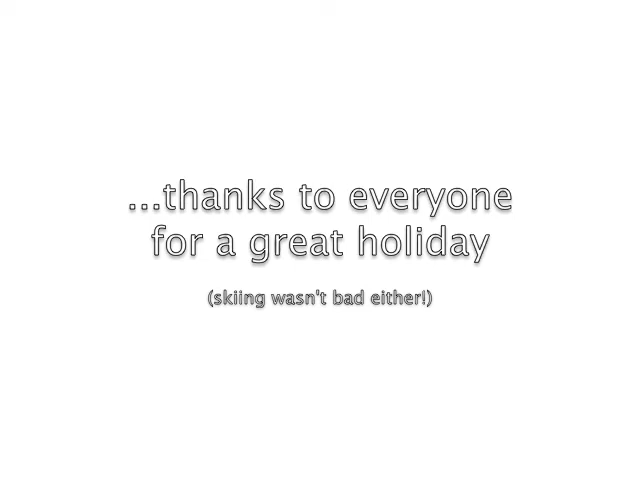 ...thanks to everyone
for a great holiday
(skiing wasn't bad either!)